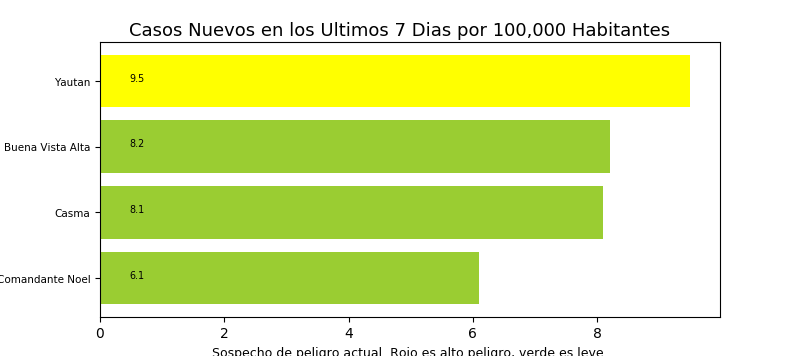 Casos Nuevos en los Ultimos 7 Dias por 100,000 Habitantes
Yautan
9.5
Buena Vista Alta
8.2
Casma
8.1
Comandante Noel
6.1
0 2 4 6 8
Sospecho de peligro actual. Rojo es alto peligro, verde es leve